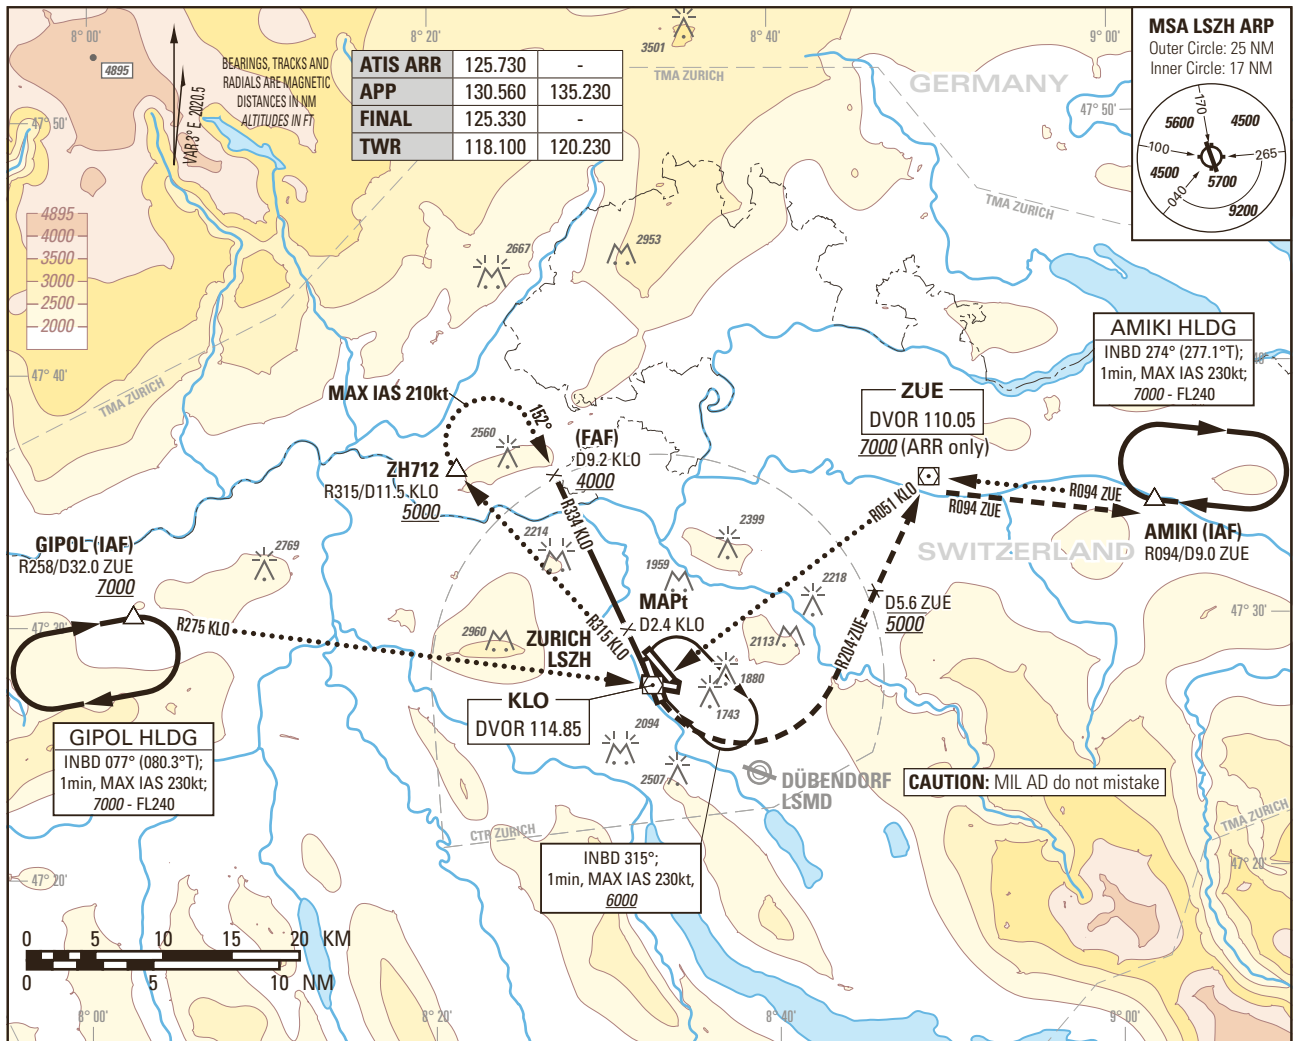 8° 00'
8° 20'
8° 40'
9° 00'
MSA LSZH ARP
Outer Circle: 25 NM
Inner Circle: 17 NM
170
5600
4500
100
265
4500
5700
040
9200
4895
BEARINGS, TRACKS AND
RADIALS ARE MAGNETIC
DISTANCES IN NM
ALTITUDES IN FT
VAR 3° E 2020.5
ATIS ARR 125.730 -
APP 130.560 135.230
FINAL 125.330 -
TWR 118.100 120.230
3501
TMA ZURICH
GERMANY
47° 50'
47° 50'
TMA ZURICH
4895
4000
3500
3000
2500
2000
2667
2953
AMIKI HLDG
INBD 274° (277.1°T);
1min, MAX IAS 230kt;
7000 - FL240
40'
47° 40'
TMA ZURICH
MAX IAS 210kt
152°
2560
(FAF)
D9.2 KLO
4000
ZUE
DVOR 110.05
7000 (ARR only)
ZH712
R315/D11.5 KLO
5000
R334 KLO
R051 KLO
R094 ZUE
R094 ZUE
AMIKI (IAF)
R094/D9.0 ZUE
SWITZERLAND
2214
2399
GIPOL (IAF)
R258/D32.0 ZUE
7000
2769
1959
2218
MAPt
D2.4 KLO
D5.6 ZUE
5000
47° 30'
47° 30'
R275 KLO
2960
R315 KLO
ZURICH
LSZH
2113
R204 ZUE
1880
1743
KLO
DVOR 114.85
2094
2507
GIPOL HLDG
INBD 077° (080.3°T);
1min, MAX IAS 230kt;
7000 - FL240
DÜBENDORF
LSMD
CAUTION: MIL AD do not mistake
CTR ZURICH
TMA ZURICH
INBD 315°;
1min, MAX IAS 230kt,
6000
47° 20'
47° 20'
0 5 10 15 20 KM
0 5 10 NM
8° 00'
8° 20'
8° 40'
9° 00'